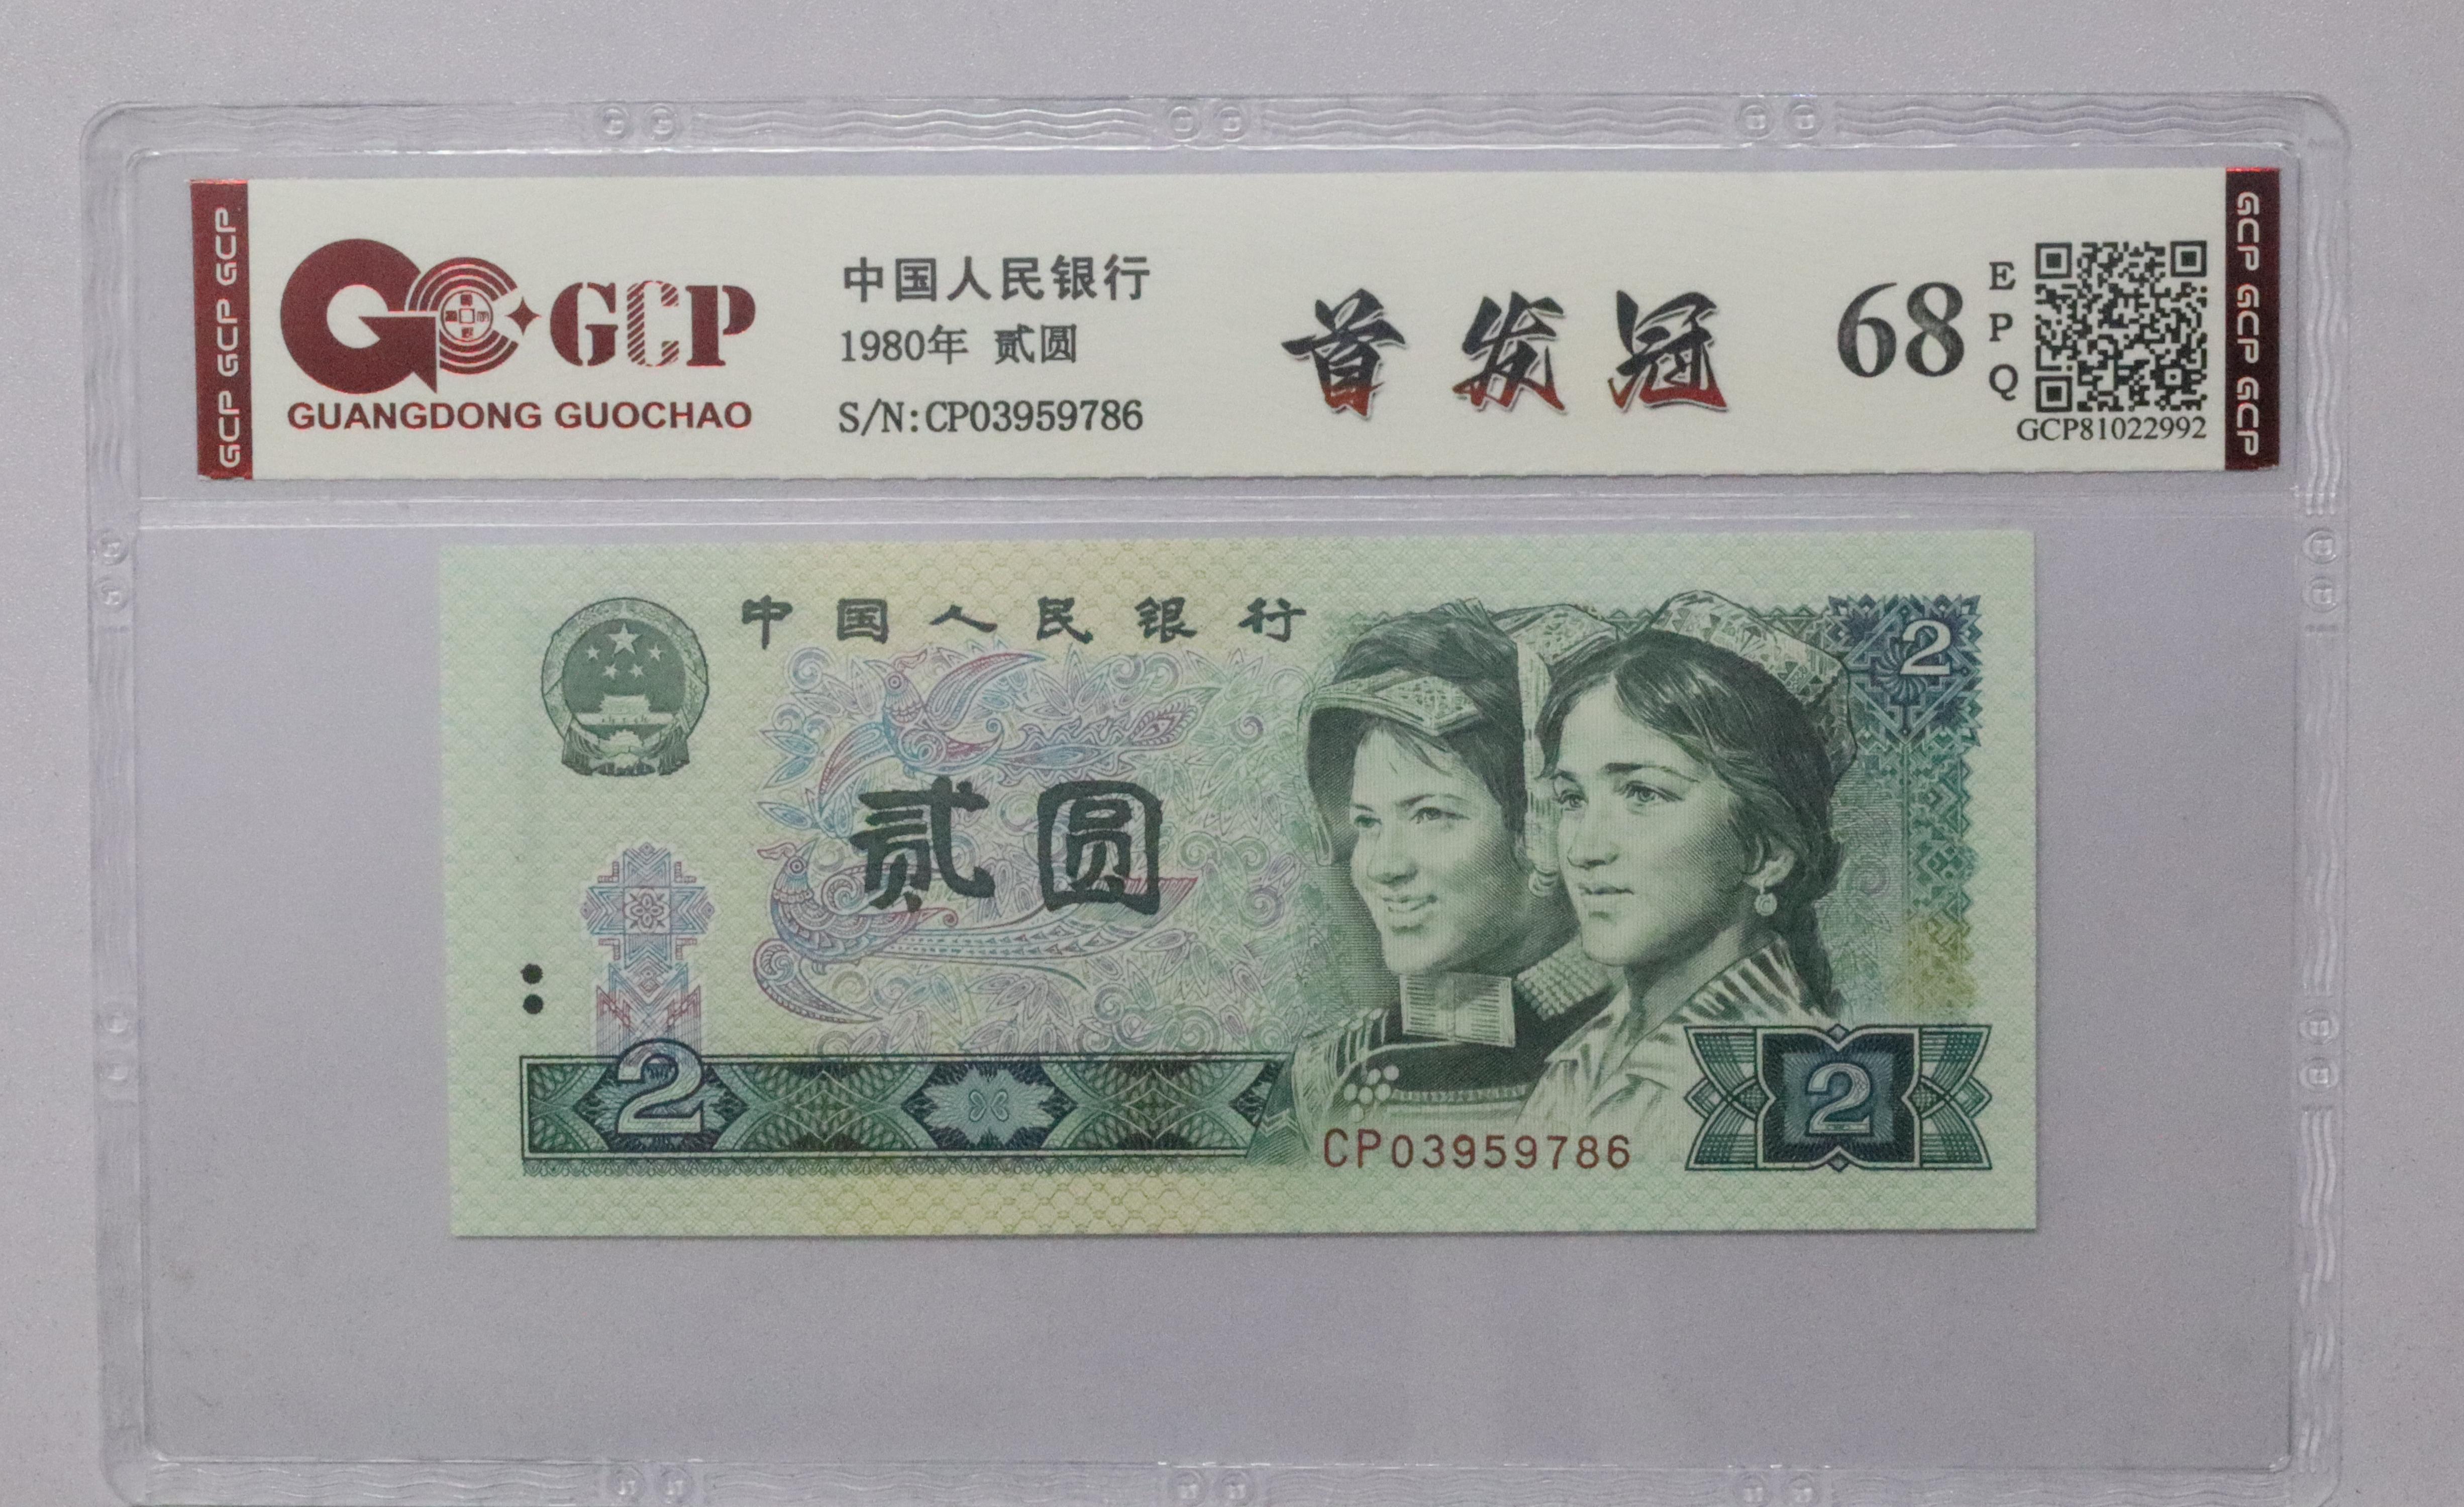 GCP GCP GCP
GCP
GUANGDONG GUOCHAO
中国人民银行
1980年 贰圆
S/N:CP03959786
首发冠
68
E
P
Q
GCP81022992
GCP GCP GCP
中国人民银行
2
贰圆
2
CP03959786
2